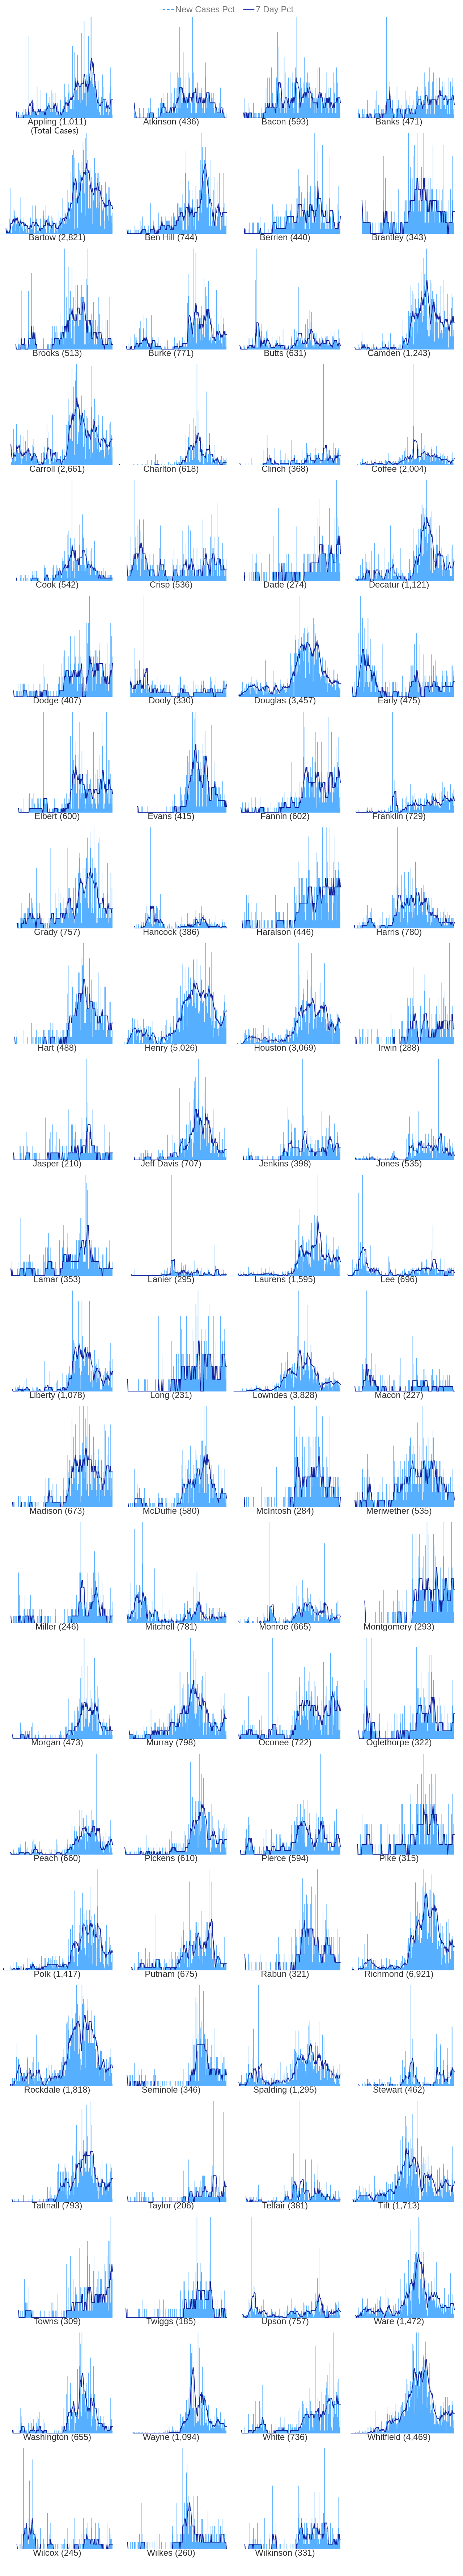 New Cases Pct 7 Day Pct
Appling (1,011) Atkinson (436) Bacon (593) Banks (471)
(Total Cases)
Bartow (2,821) Ben Hill (744) Berrien (440) Brantley (343)
Brooks (513) Burke (771) Butts (631) Camden (1,243)
Carroll (2,661) Charlton (618) Clinch (368) Coffee (2,004)
Cook (542) Crisp (536) Dade (274) Decatur (1,121)
Dodge (407) Dooly (330) Douglas (3,457) Early (475)
Elbert (600) Evans (415) Fannin (602) Franklin (729)
Grady (757) Hancock (386) Haralson (446) Harris (780)
Hart (488) Henry (5,026) Houston (3,069) Irwin (288)
Jasper (210) Jeff Davis (707) Jenkins (398) Jones (535)
Lamar (353) Lanier (295) Laurens (1,595) Lee (696)
Liberty (1,078) Long (231) Lowndes (3,828) Macon (227)
Madison (673) McDuffie (580) McIntosh (284) Meriwether (535)
Miller (246) Mitchell (781) Monroe (665) Montgomery (293)
Morgan (473) Murray (798) Oconee (722) Oglethorpe (322)
Peach (660) Pickens (610) Pierce (594) Pike (315)
Polk (1,417) Putnam (675) Rabun (321) Richmond (6,921)
Rockdale (1,818) Seminole (346) Spalding (1,295) Stewart (462)
Tattnall (793) Taylor (206) Telfair (381) Tift (1,713)
Towns (309) Twiggs (185) Upson (757) Ware (1,472)
Washington (655) Wayne (1,094) White (736) Whitfield (4,469)
Wilcox (245) Wilkes (260) Wilkinson (331)